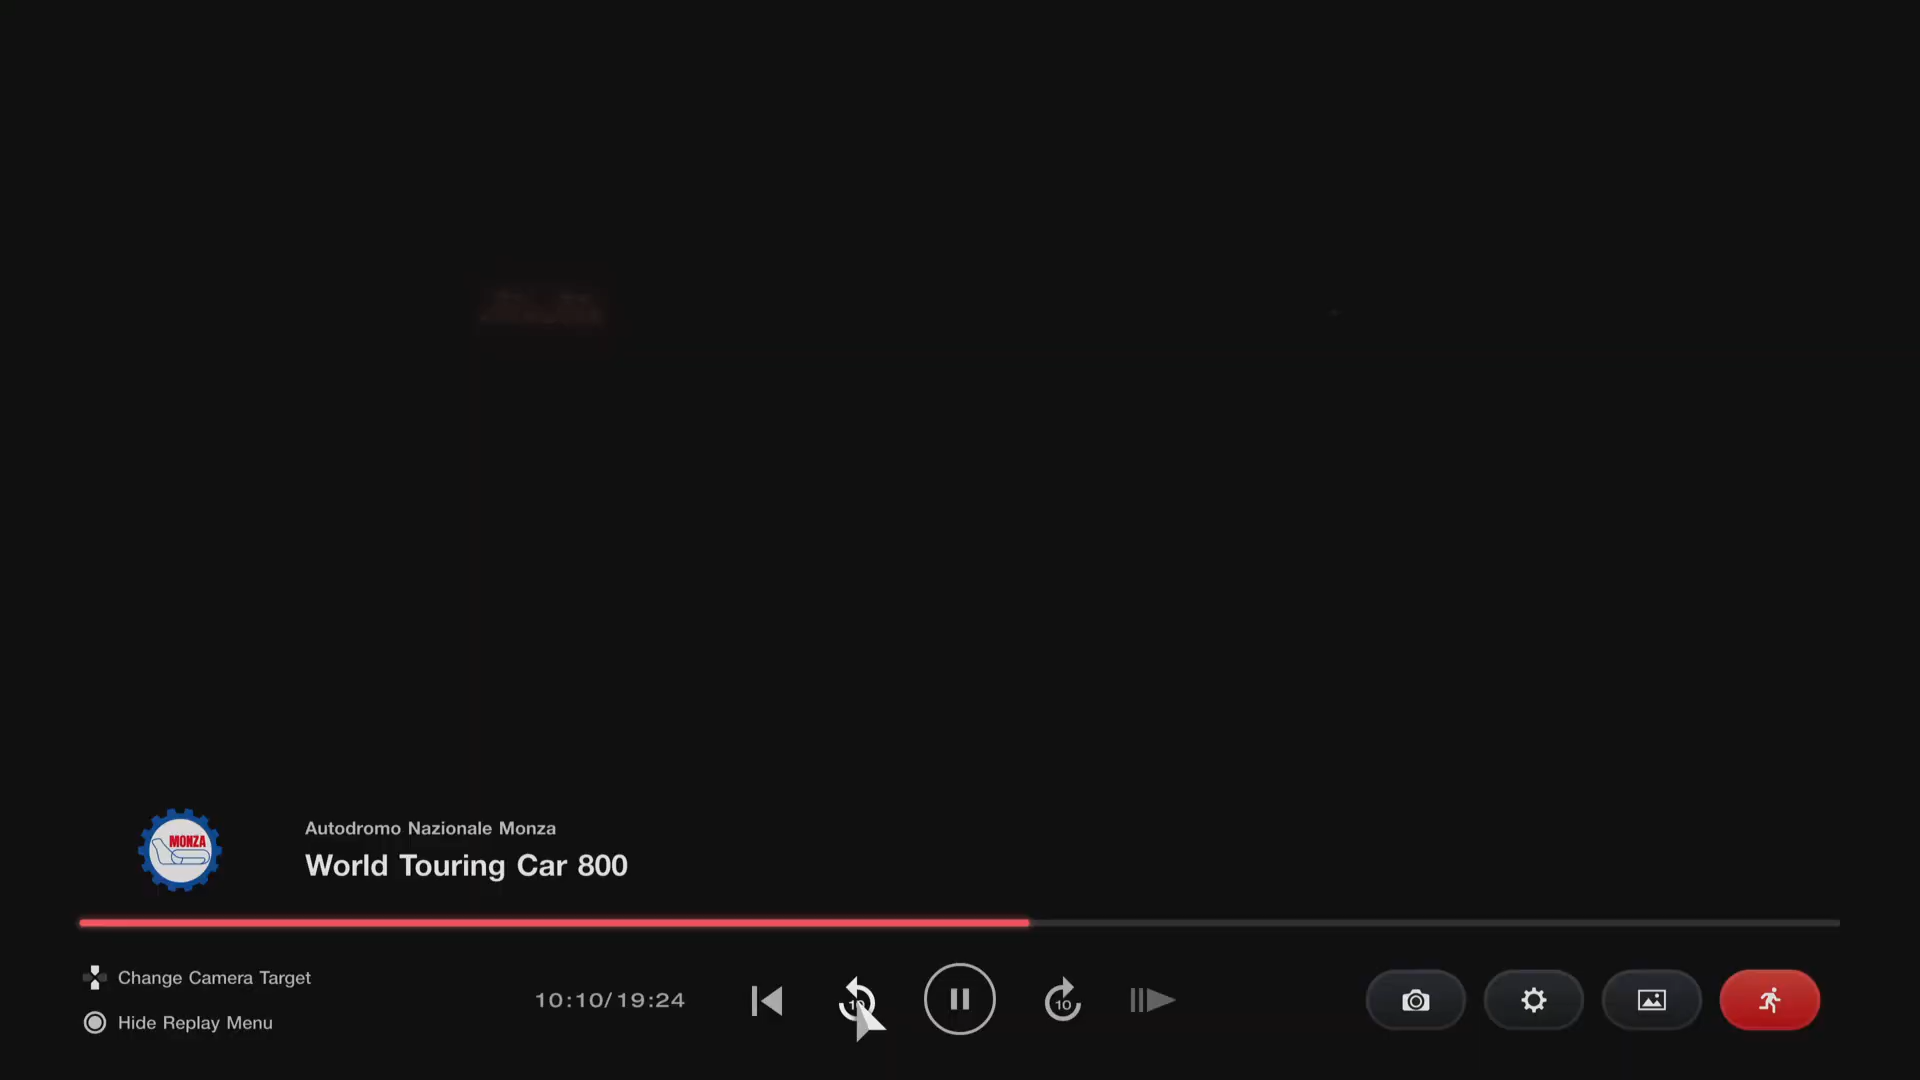 MONZA
Autodromo Nazionale Monza
World Touring Car 800
Change Camera Target
Hide Replay Menu
10:10/19:24
10
10